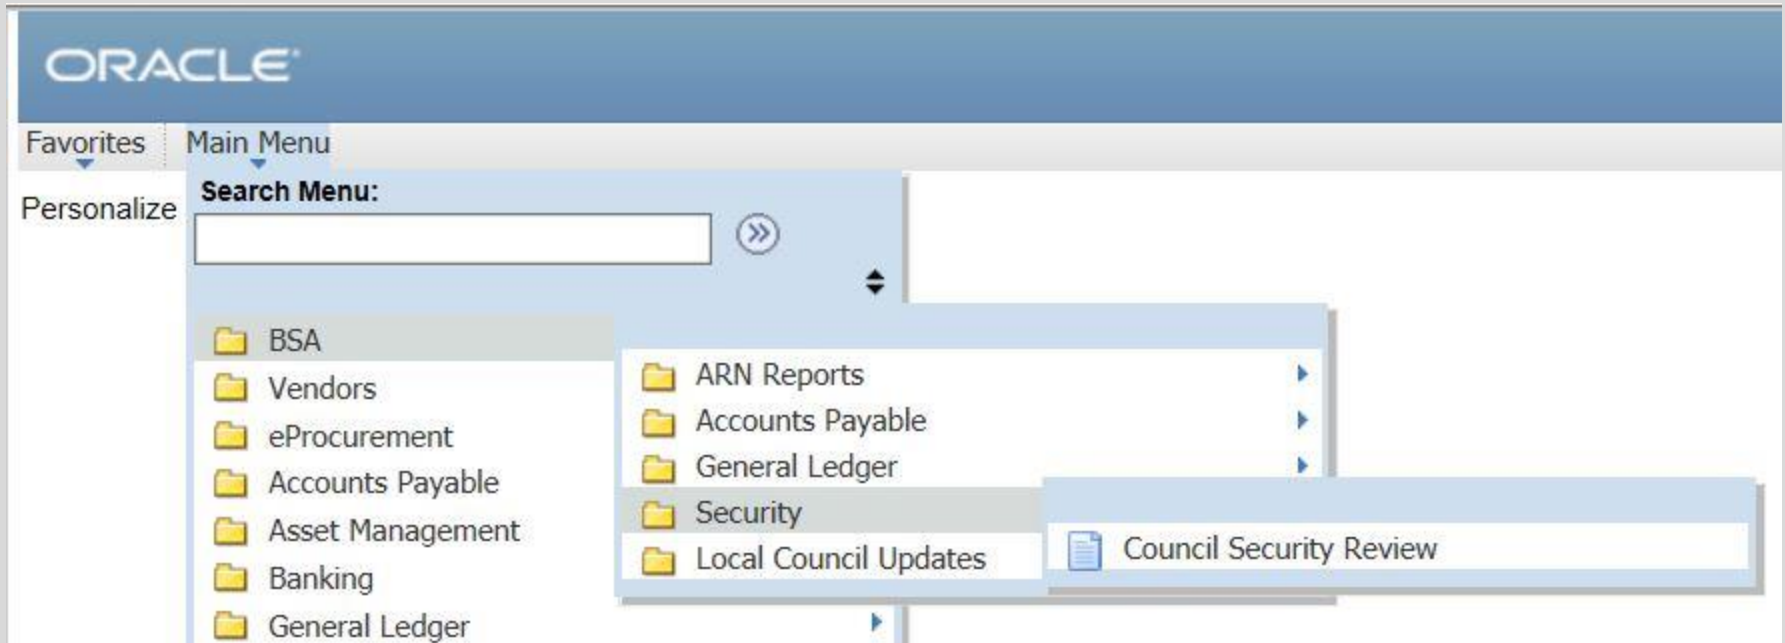 ORACLE
Favorites Main Menu
Personalize
Search Menu:
BSA
Vendors
eProcurement
Accounts Payable
Asset Management
Banking
General Ledger
ARN Reports
Accounts Payable
General Ledger
Security
Local Council Updates
Council Security Review